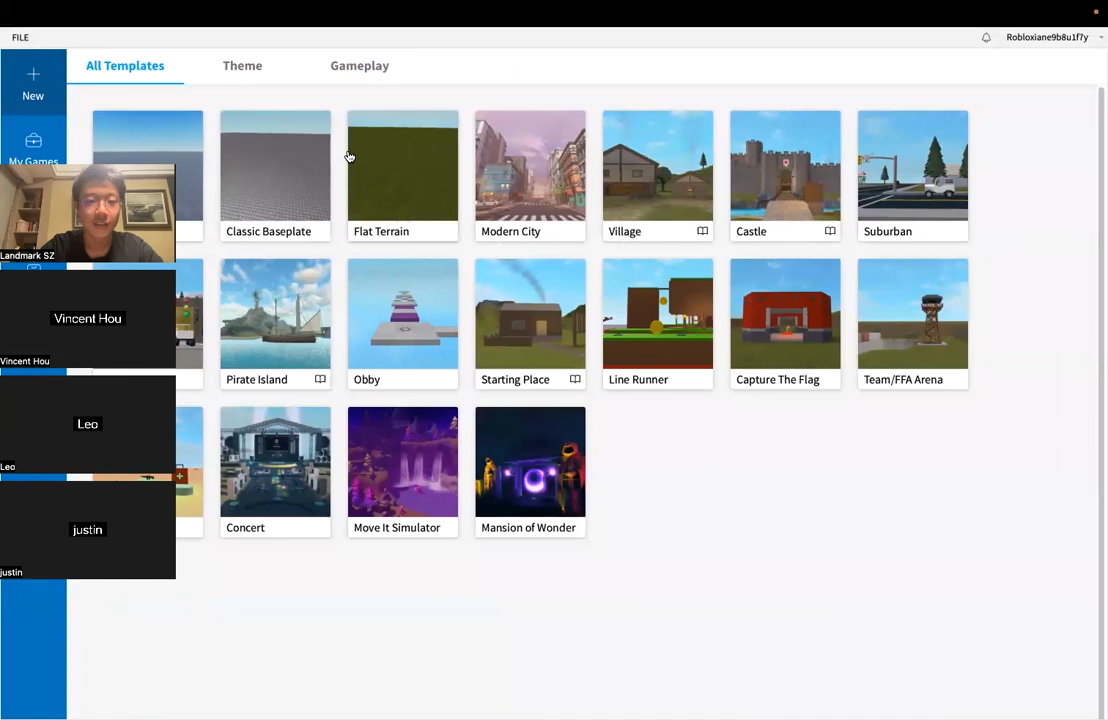 FILE
Robloxiane9b8u1f7y
New
My Games
All Templates
Theme
Gameplay
Classic Baseplate
Flat Terrain
Modern City
Village
Castle
Suburban
Pirate Island
Obby
Starting Place
Line Runner
Capture The Flag
Team/FFA Arena
Concert
Move It Simulator
Mansion of Wonder
Landmark SZ
Vincent Hou
Vincent Hou
Leo
Leo
justin
justin